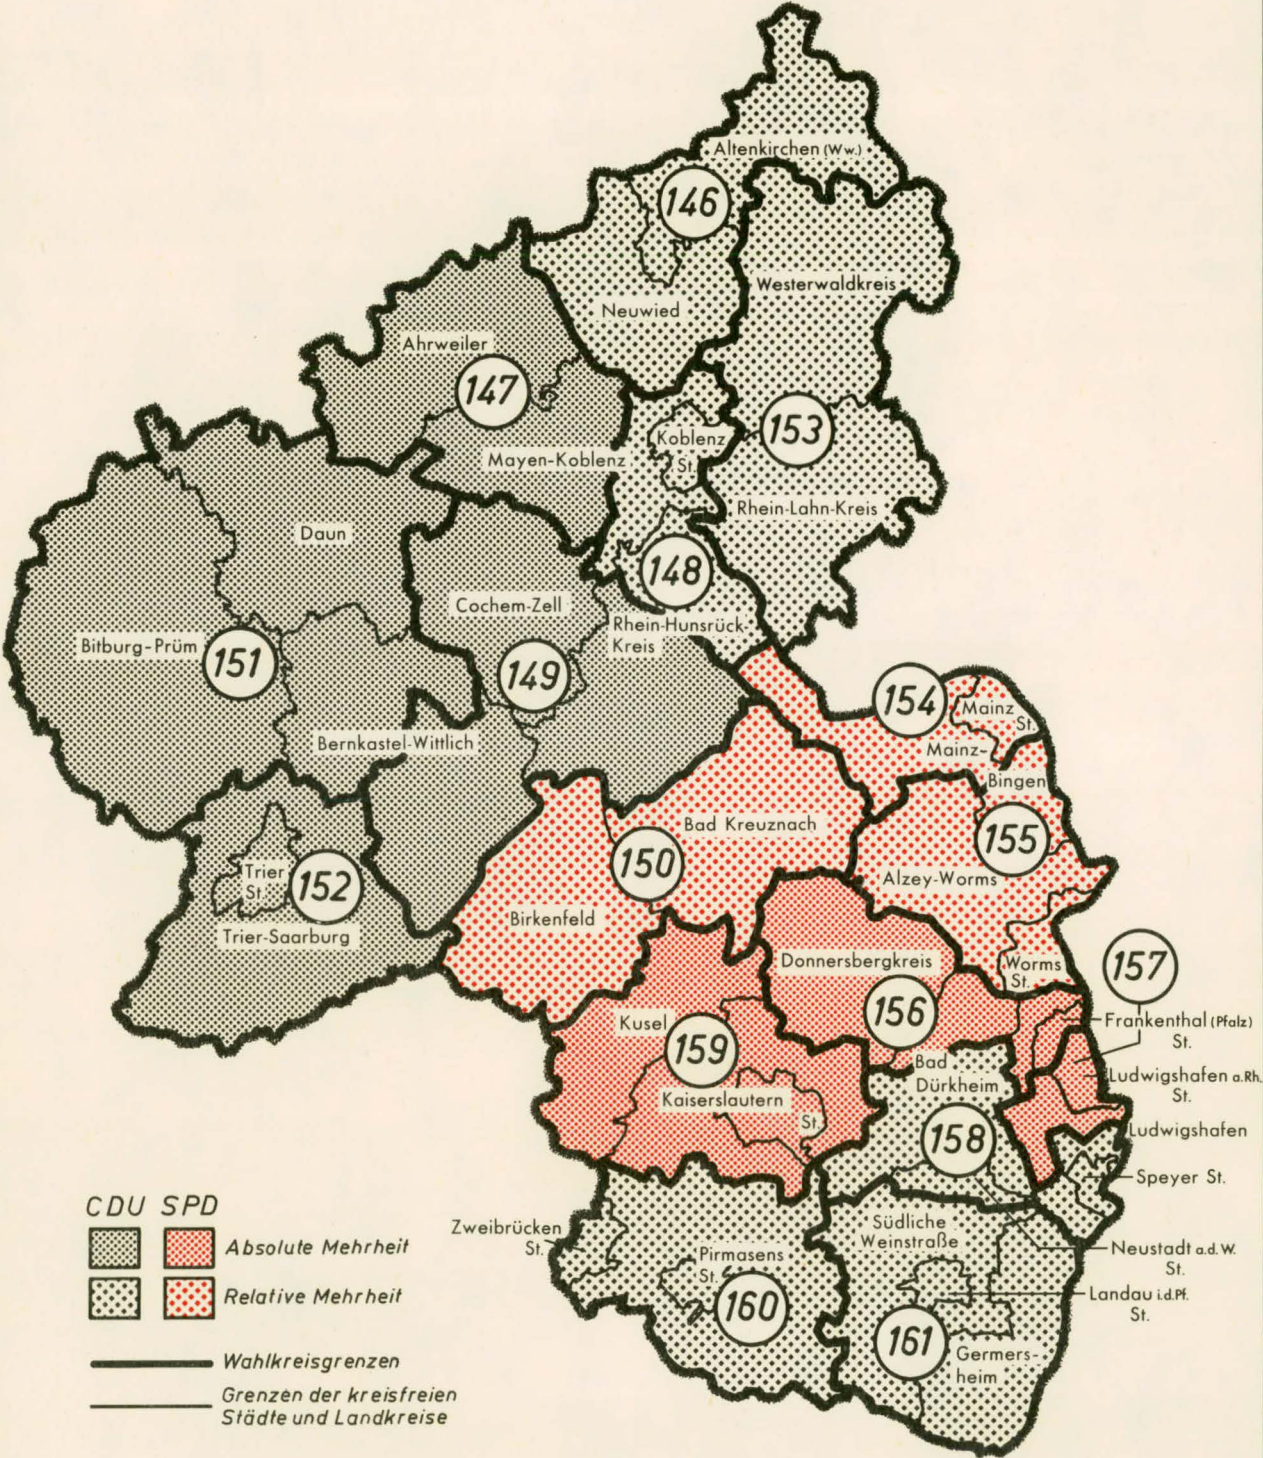 Altenkirchen (Ww.)
146
Westerwaldkreis
Neuwied
Ahrweiler
147
153
Koblenz
St.
Mayen-Koblenz
Rhein-Lahn-Kreis
Daun
148
Cochem-Zell
Rhein-Hunsrück-
Kreis
Bitburg-Prüm
151
149
154
Mainz
St.
Bernkastel-Wittlich
Mainz-
Bingen
Bad Kreuznach
155
150
Trier
St.
152
Alzey-Worms
Birkenfeld
Trier-Saarburg
Donnersbergkreis
Worms
St.
157
156
Kusel
Frankenthal (Pfalz)
St.
159
Bad
Dürkheim
Ludwigshafen a.Rh.
St.
Kaiserslautern
St.
158
Ludwigshafen
Speyer St.
CDU SPD
Absolute Mehrheit
Relative Mehrheit
Zweibrücken
St.
Südliche
Weinstraße
Pirmasens
St.
Neustadt a.d.W.
St.
160
Landau i.d.Pf.
St.
161
Germers-
heim
Wahlkreisgrenzen
Grenzen der kreisfreien
Städte und Landkreise